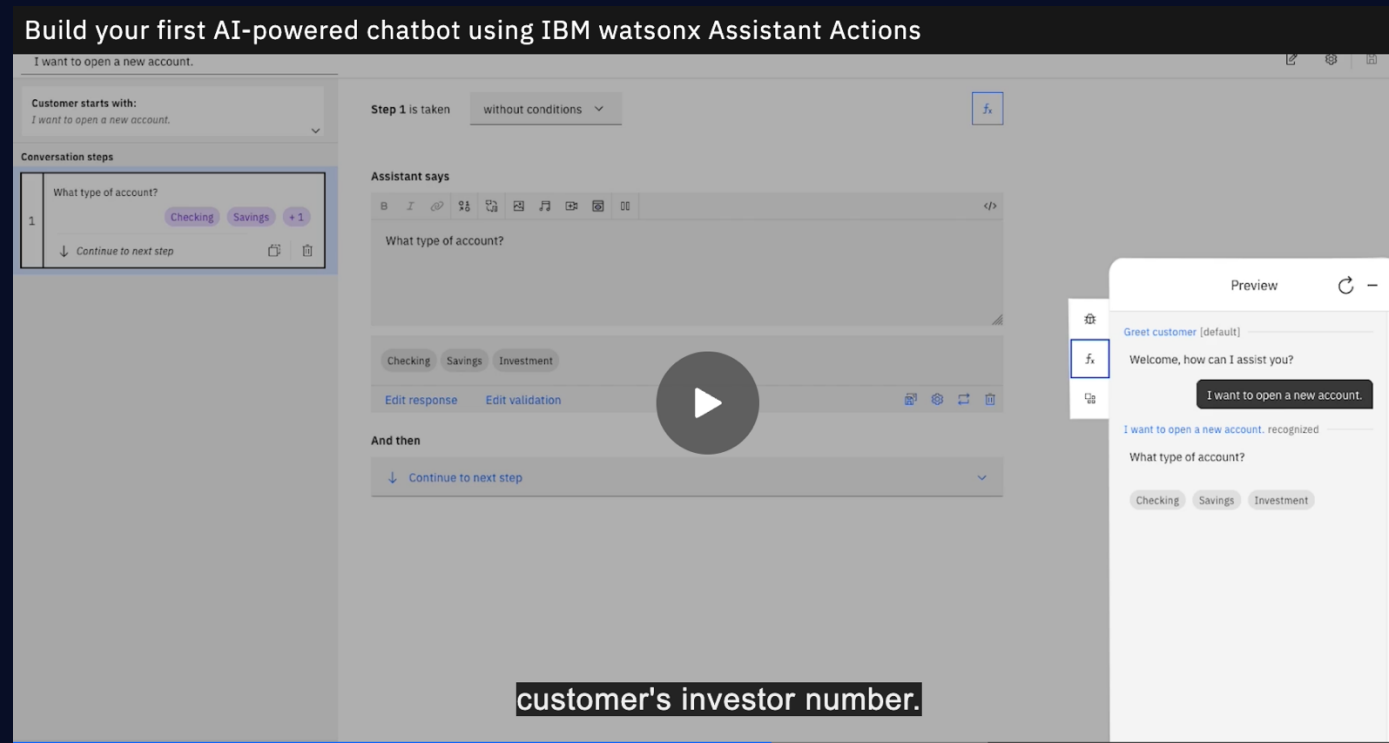 Build your first AI-powered chatbot using IBM watsonx Assistant Actions
I want to open a new account.
Customer starts with:
I want to open a new account.
Conversation steps
1
What type of account?
Checking Savings + 1
Continue to next step
Step 1 is taken without conditions
fx
Assistant says
B I </>
What type of account?
Checking Savings Investment
Edit response Edit validation
And then
Continue to next step
Preview
fx
Greet customer [default]
Welcome, how can I assist you?
I want to open a new account.
I want to open a new account. recognized
What type of account?
Checking Savings Investment
customer's investor number.